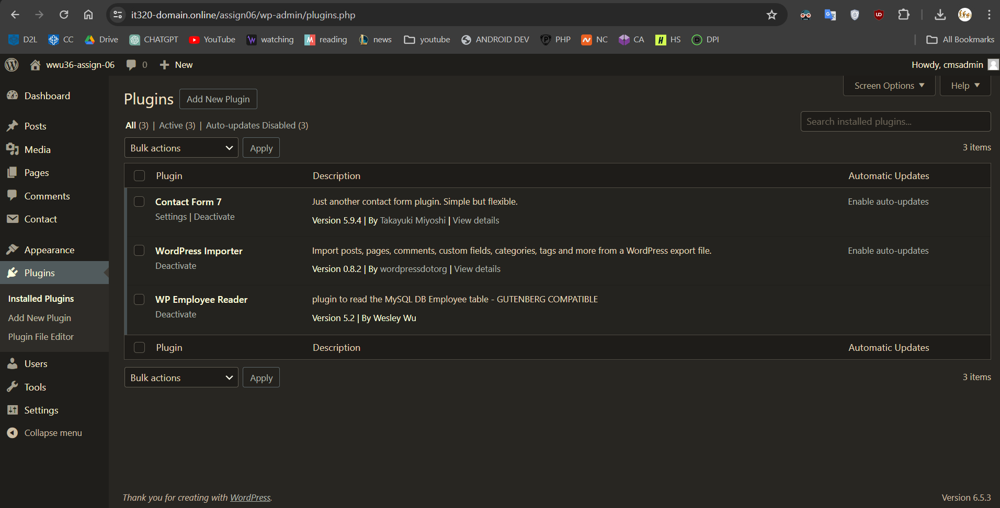 it320-domain.online/assign06/wp-admin/plugins.php
D2L CC Drive CHATGPT YouTube watching reading news youtube ANDROID DEV PHP NC CA HS DPI All Bookmarks
wwu36-assign-06 0 New Howdy, cmsadmin
Screen Options Help
Dashboard
Posts
Media
Pages
Comments
Contact
Appearance
Plugins
Installed Plugins
Add New Plugin
Plugin File Editor
Users
Tools
Settings
Collapse menu
Plugins Add New Plugin
All (3) | Active (3) | Auto-updates Disabled (3)
Search installed plugins...
Bulk actions Apply 3 items
Plugin Description Automatic Updates
Contact Form 7 Just another contact form plugin. Simple but flexible. Enable auto-updates
Settings | Deactivate
Version 5.9.4 | By Takayuki Miyoshi | View details
WordPress Importer Import posts, pages, comments, custom fields, categories, tags and more from a WordPress export file. Enable auto-updates
Deactivate
Version 0.8.2 | By wordpressdotorg | View details
WP Employee Reader plugin to read the MySQL DB Employee table - GUTENBERG COMPATIBLE
Deactivate
Version 5.2 | By Wesley Wu
Plugin Description Automatic Updates
Bulk actions Apply 3 items
Thank you for creating with WordPress. Version 6.5.3